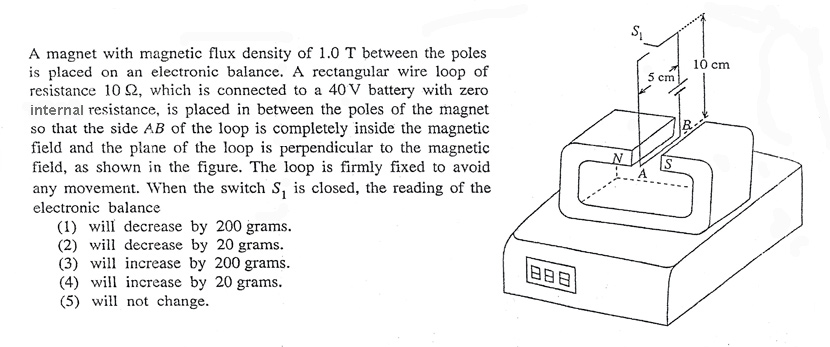 A magnet with magnetic flux density of 1.0 T between the poles
is placed on an electronic balance. A rectangular wire loop of
resistance 10 Ω, which is connected to a 40 V battery with zero
internal resistance, is placed in between the poles of the magnet
so that the side AB of the loop is completely inside the magnetic
field and the plane of the loop is perpendicular to the magnetic
field, as shown in the figure. The loop is firmly fixed to avoid
any movement. When the switch S₁ is closed, the reading of the
electronic balance
(1) will decrease by 200 grams.
(2) will decrease by 20 grams.
(3) will increase by 200 grams.
(4) will increase by 20 grams.
(5) will not change.
S₁
10 cm
5 cm
B
N
S
A
888